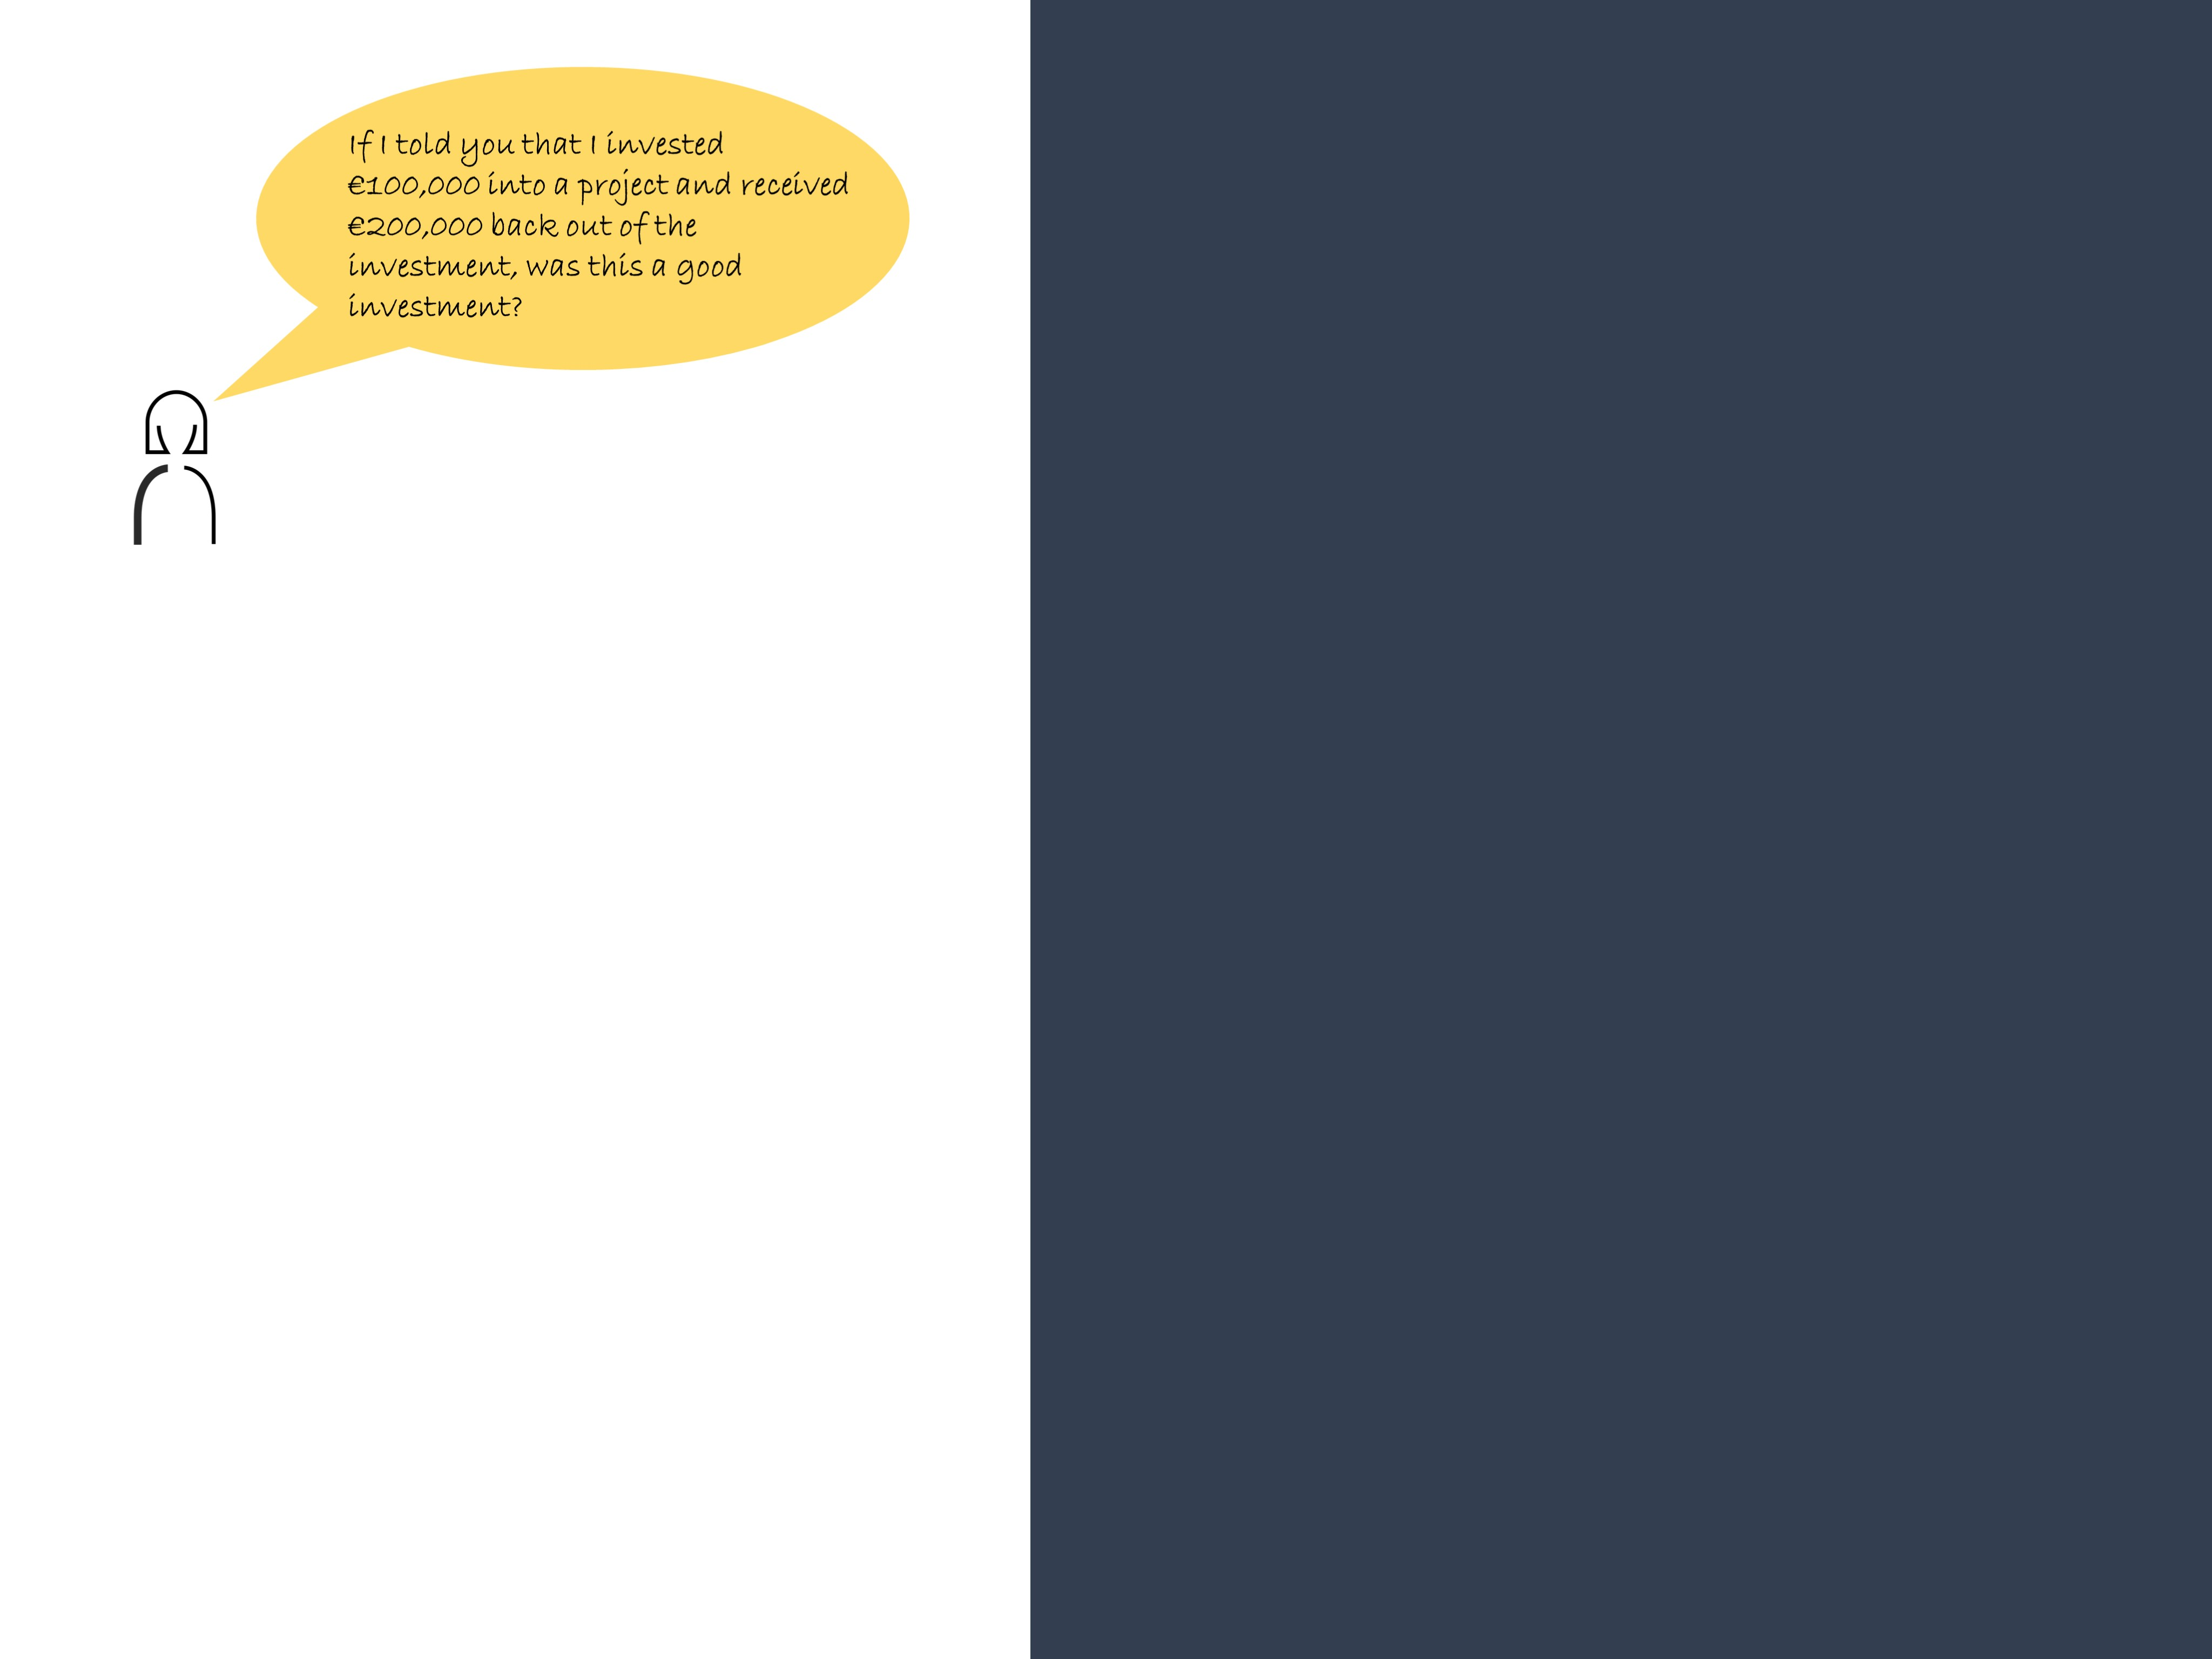 If I told you that I invested
€100,000 into a project and received
€200,000 back out of the
investment, was this a good
investment?